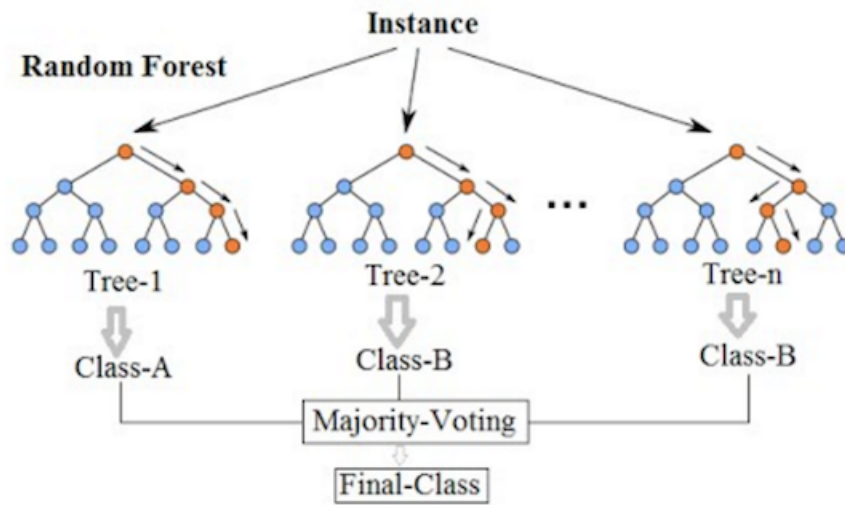 Instance
Random Forest
...
Tree-1
Tree-2
Tree-n
Class-A
Class-B
Class-B
Majority-Voting
Final-Class